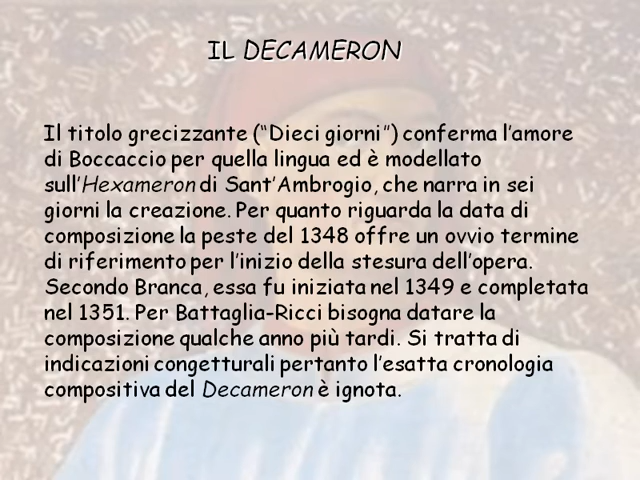 IL DECAMERON
Il titolo grecizzante (“Dieci giorni”) conferma l’amore
di Boccaccio per quella lingua ed è modellato
sull’Hexameron di Sant’Ambrogio, che narra in sei
giorni la creazione. Per quanto riguarda la data di
composizione la peste del 1348 offre un ovvio termine
di riferimento per l’inizio della stesura dell’opera.
Secondo Branca, essa fu iniziata nel 1349 e completata
nel 1351. Per Battaglia-Ricci bisogna datare la
composizione qualche anno più tardi. Si tratta di
indicazioni congetturali pertanto l’esatta cronologia
compositiva del Decameron è ignota.